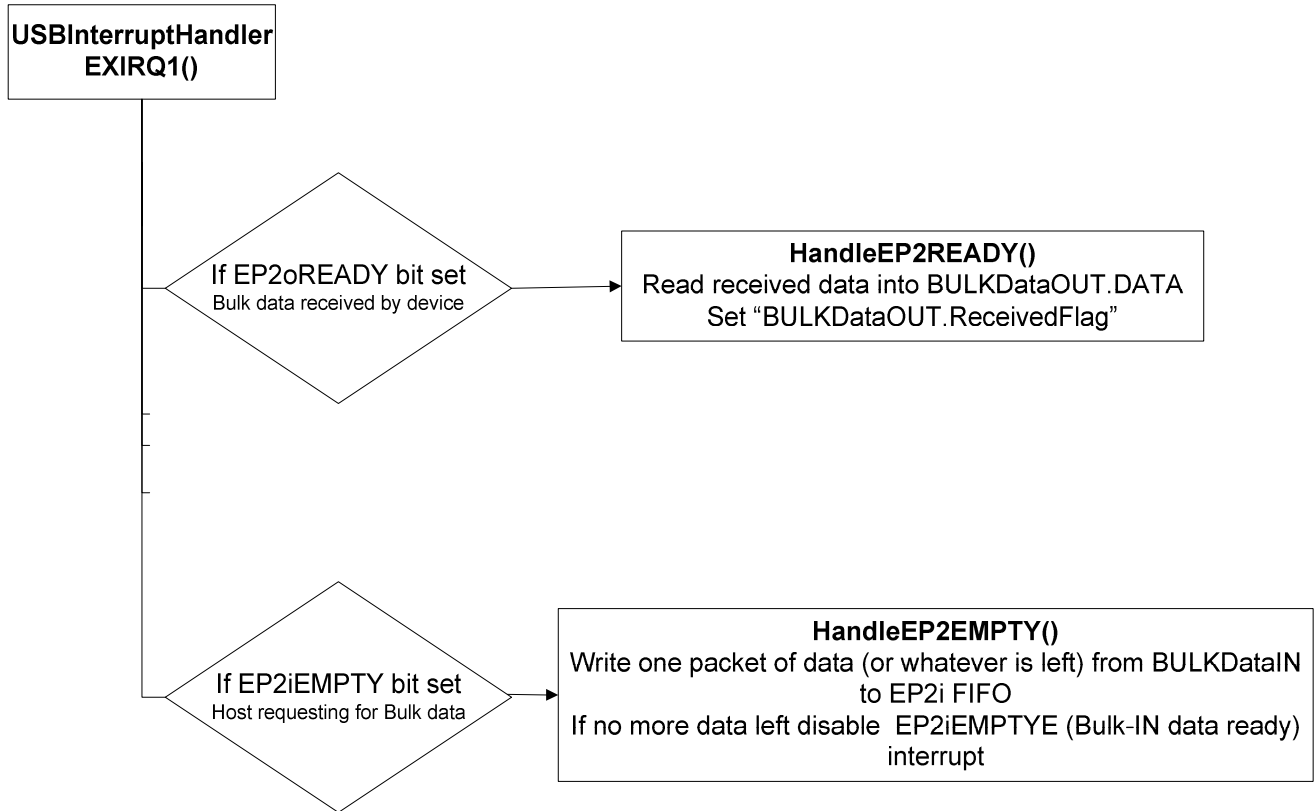 USBInterruptHandler
EXIRQ1()
If EP2oREADY bit set
Bulk data received by device
HandleEP2READY()
Read received data into BULKDataOUT.DATA
Set “BULKDataOUT.ReceivedFlag”
If EP2iEMPTY bit set
Host requesting for Bulk data
HandleEP2EMPTY()
Write one packet of data (or whatever is left) from BULKDataIN
to EP2i FIFO
If no more data left disable EP2iEMPTYE (Bulk-IN data ready)
interrupt